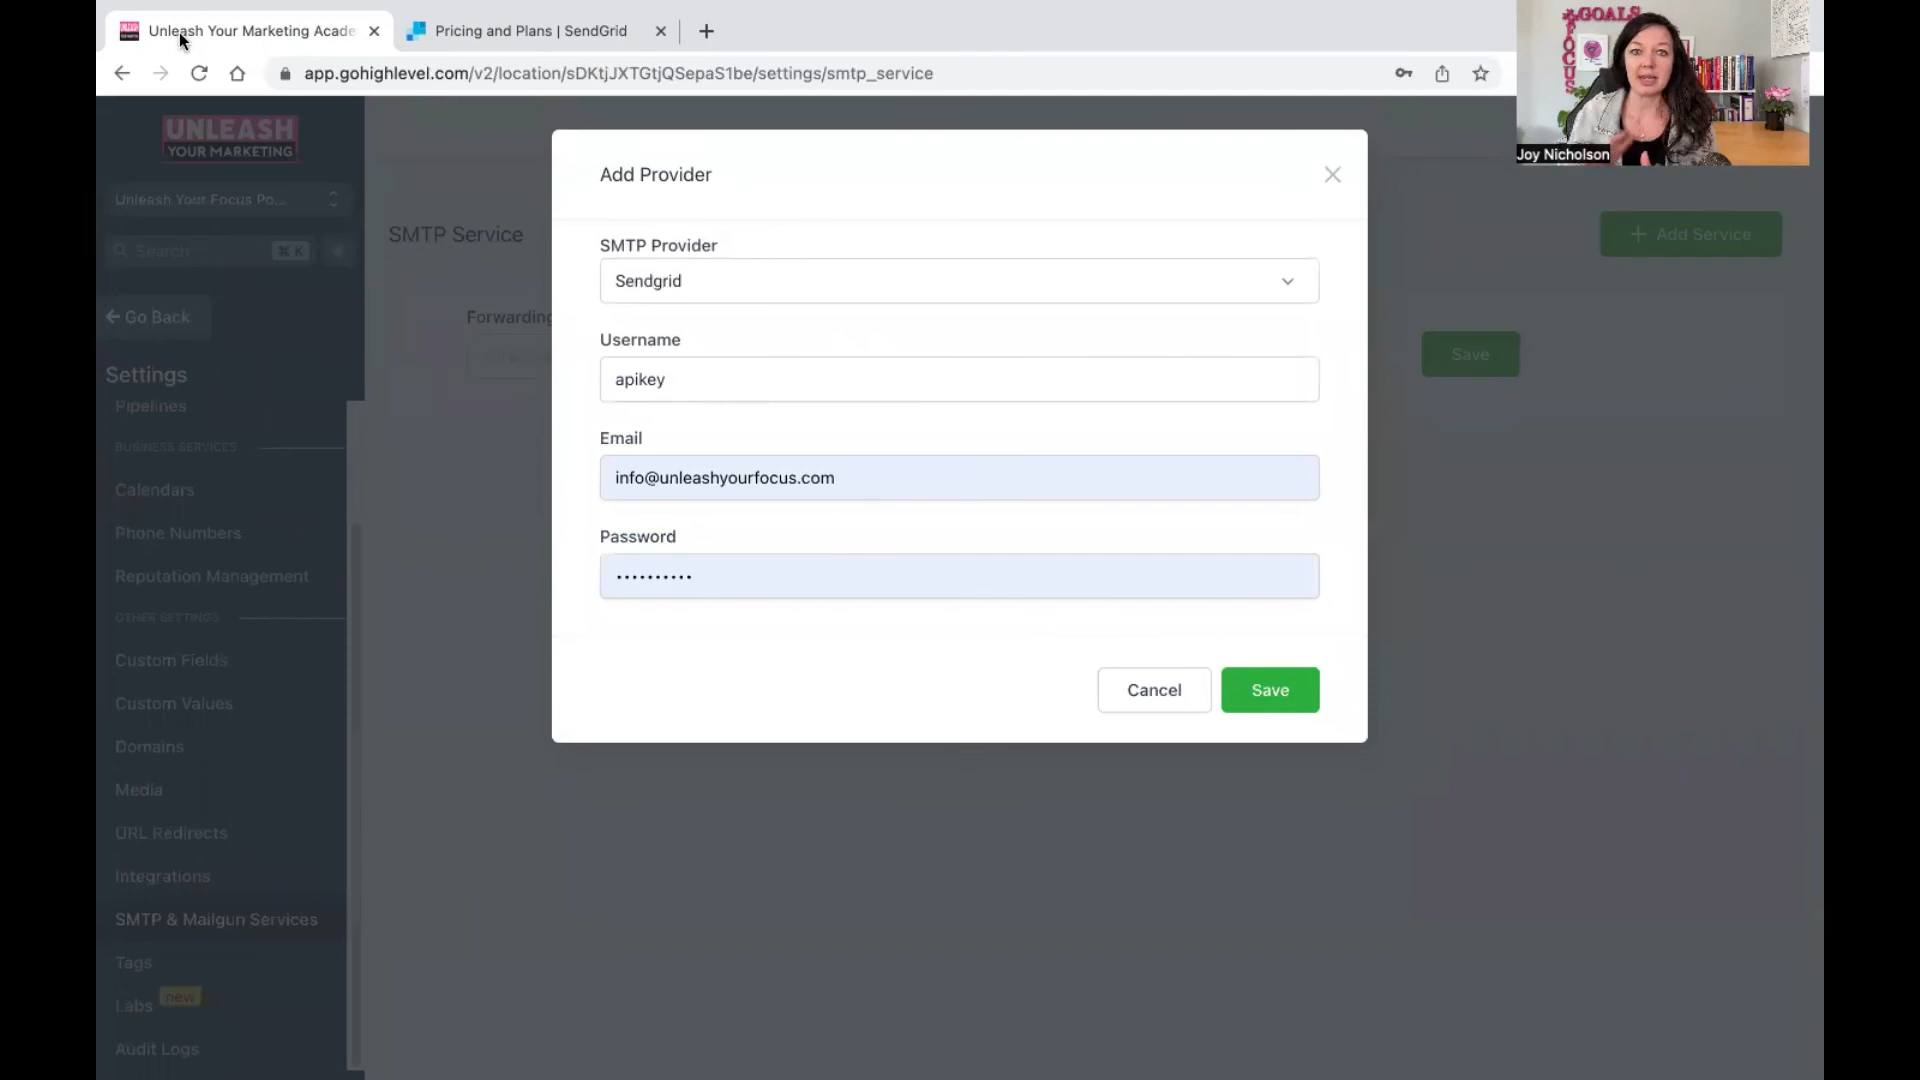 Unleash Your Marketing Acade
Pricing and Plans | SendGrid
app.gohighlevel.com/v2/location/sDKtjJXTGtjQSepaS1be/settings/smtp_service
GOALS
FOCUS
Joy Nicholson
UNLEASH
YOUR MARKETING
Unleash Your Focus Po...
Search
⌘ K
Go Back
Settings
Pipelines
BUSINESS SERVICES
Calendars
Phone Numbers
Reputation Management
OTHER SETTINGS
Custom Fields
Custom Values
Domains
Media
URL Redirects
Integrations
SMTP & Mailgun Services
Tags
Labs new
Audit Logs
SMTP Service
+ Add Service
Forwarding
Save
Add Provider
SMTP Provider
Sendgrid
Username
apikey
Email
info@unleashyourfocus.com
Password
••••••••••
Cancel
Save